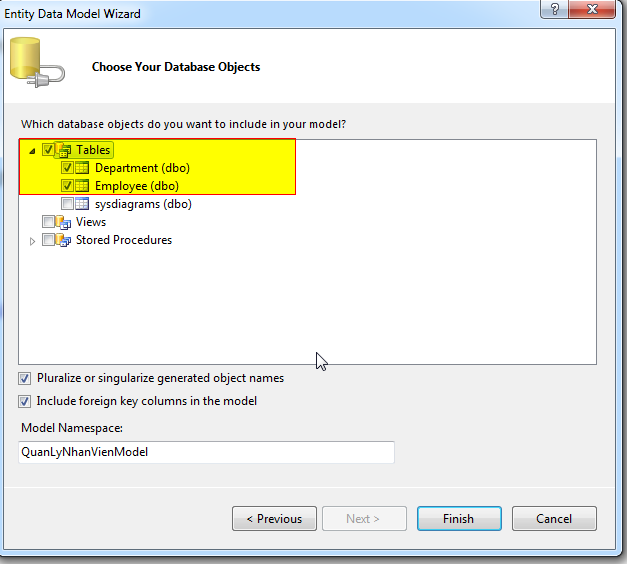 Entity Data Model Wizard
?
Choose Your Database Objects
Which database objects do you want to include in your model?
Tables
Department (dbo)
Employee (dbo)
sysdiagrams (dbo)
Views
Stored Procedures
Pluralize or singularize generated object names
Include foreign key columns in the model
Model Namespace:
QuanLyNhanVienModel
< Previous
Next >
Finish
Cancel